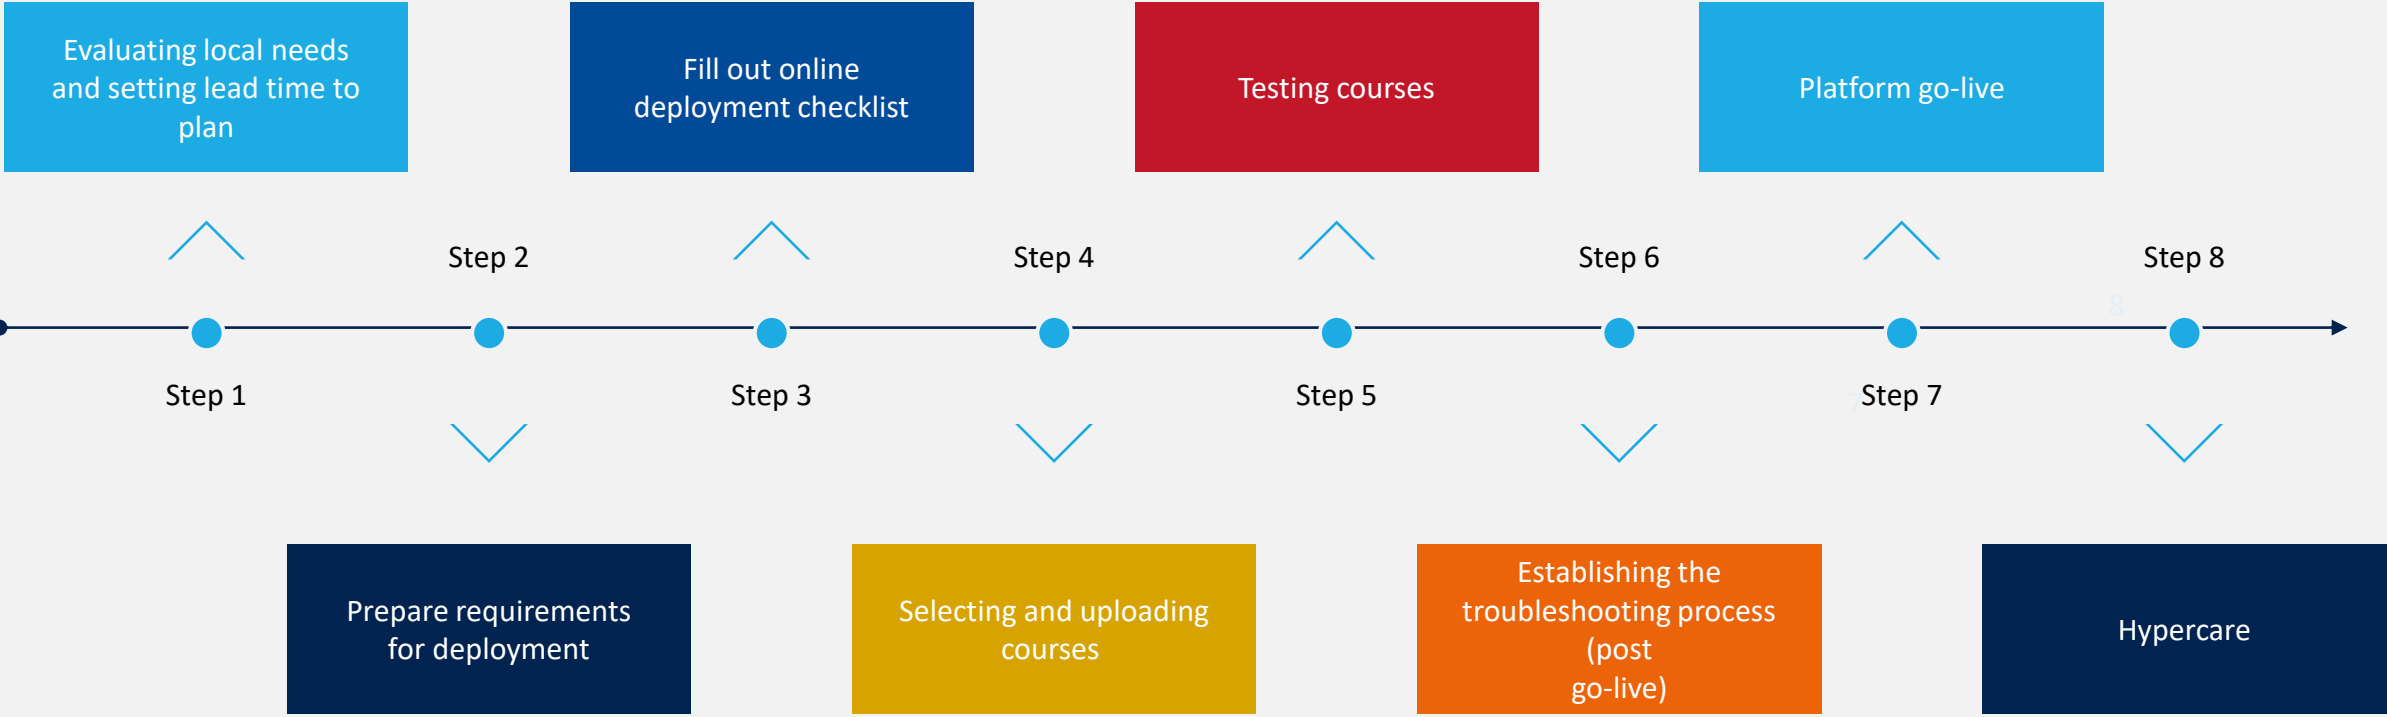 Evaluating local needs
and setting lead time to
plan
Fill out online
deployment checklist
Testing courses
Platform go-live
Step 2
Step 4
Step 6
Step 8
8
Step 1
Step 3
Step 5
7
Step 7
Prepare requirements
for deployment
Selecting and uploading
courses
Establishing the
troubleshooting process
(post
go-live)
Hypercare